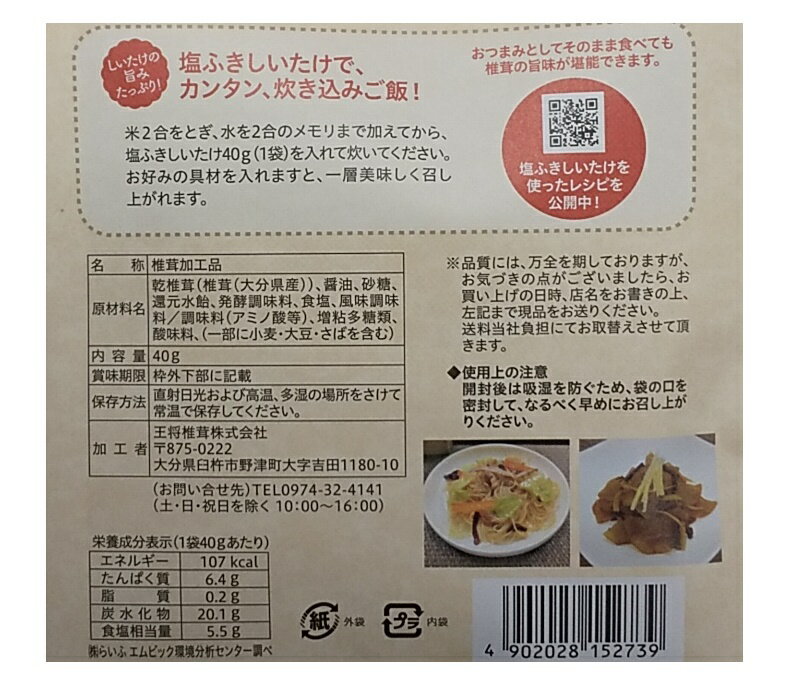 しいたけの
旨み
たっぷり!
塩ふきしいたけで、
カンタン、炊き込みご飯!
米2合をとぎ、水を2合のメモリまで加えてから、
塩ふきしいたけ40g(1袋)を入れて炊いてください。
お好みの具材を入れますと、一層美味しく召し
上がれます。
おつまみとしてそのまま食べても
椎茸の旨味が堪能できます。
塩ふきしいたけを
使ったレシピを
公開中!
名 称 椎茸加工品
原材料名 乾椎茸(椎茸(大分県産))、醤油、砂糖、
還元水飴、発酵調味料、食塩、風味調味
料/調味料(アミノ酸等)、増粘多糖類、
酸味料、(一部に小麦・大豆・さばを含む)
内容量 40g
賞味期限 枠外下部に記載
保存方法 直射日光および高温、多湿の場所をさけて
常温で保存してください。
加工者 王将椎茸株式会社
〒875-0222
大分県臼杵市野津町大字吉田1180-10
(お問い合せ先)TEL0974-32-4141
(土・日・祝日を除く 10:00〜16:00)
※品質には、万全を期しておりますが、
お気づきの点がございましたら、お
買い上げの日時、店名をお書きの上、
左記まで現品をお送りください。
送料当社負担にてお取替えさせて頂
きます。
◆使用上の注意
開封後は吸湿を防ぐため、袋の口を
密封して、なるべく早めにお召し上が
りください。
栄養成分表示(1袋40gあたり)
エネルギー 107 kcal
たんぱく質 6.4 g
脂 質 0.2 g
炭水化物 20.1 g
食塩相当量 5.5 g
㈱らいふ エムビック環境分析センター調べ
紙 外袋
プラ 内袋
4 902028 152739